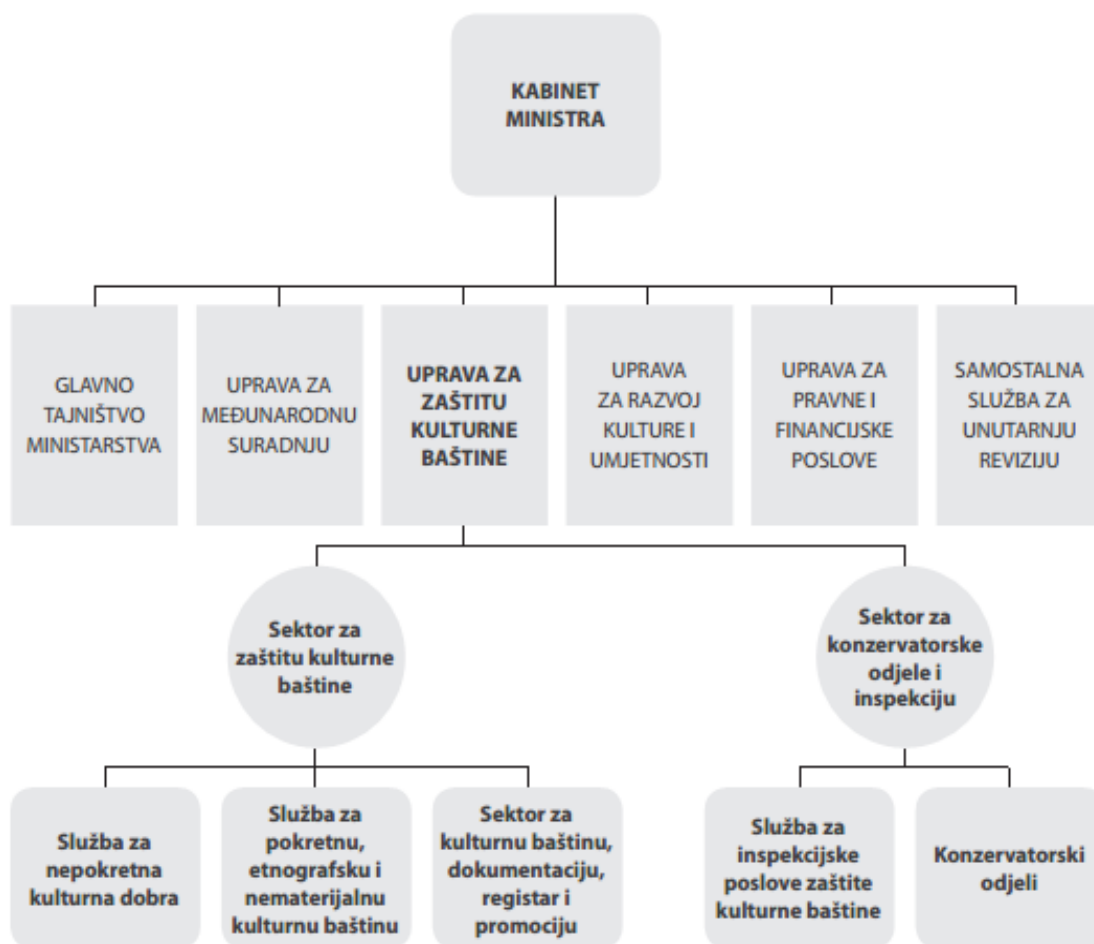 KABINET
MINISTRA
GLAVNO
TAJNIŠTVO
MINISTARSTVA
UPRAVA ZA
MEĐUNARODNU
SURADNJU
UPRAVA ZA
ZAŠTITU
KULTURNE
BAŠTINE
UPRAVA
ZA RAZVOJ
KULTURE I
UMJETNOSTI
UPRAVA ZA
PRAVNE I
FINANCIJSKE
POSLOVE
SAMOSTALNA
SLUŽBA ZA
UNUTARNJU
REVIZIJU
Sektor za
zaštitu kulturne
baštine
Sektor za
konzervatorske
odjele i
inspekciju
Služba za
nepokretna
kulturna dobra
Služba za
pokretnu,
etnografsku i
nematerijalnu
kulturnu baštinu
Sektor za
kulturnu baštinu,
dokumentaciju,
registar i
promociju
Služba za
inspekcijske
poslove zaštite
kulturne baštine
Konzervatorski
odjeli